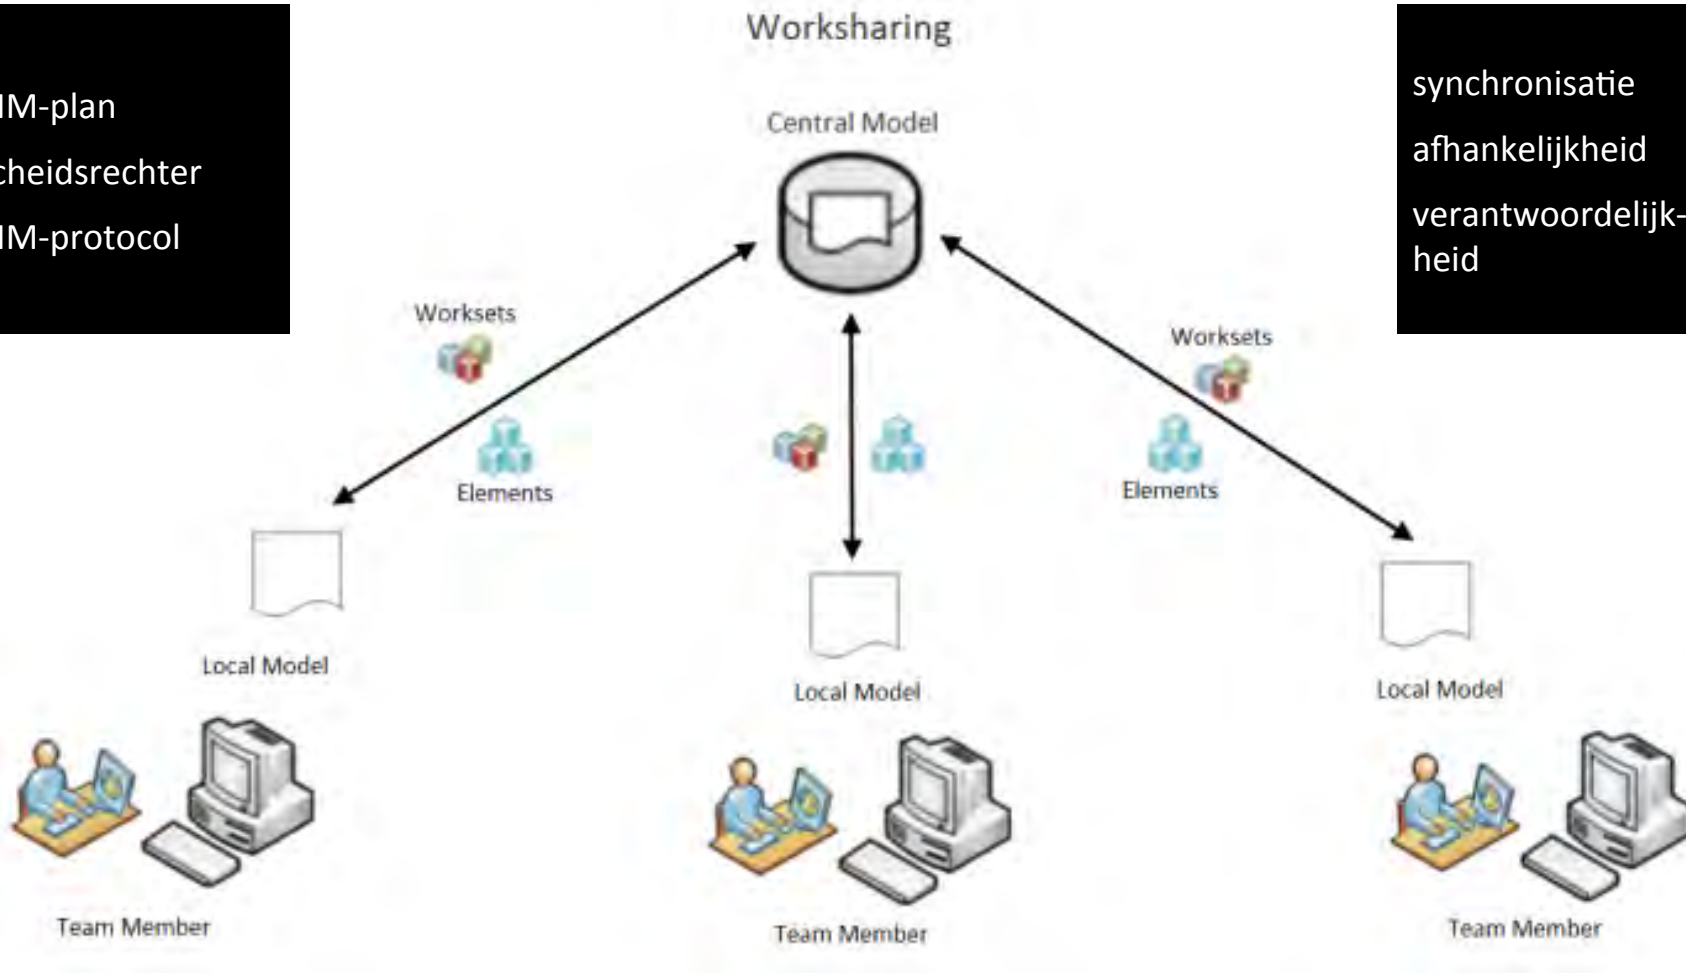 Worksharing
IM-plan
cheidsrechter
IM-protocol
synchronisatie
afhankelijkheid
verantwoordelijk-
heid
Central Model
Worksets
Elements
Worksets
Elements
Local Model
Local Model
Local Model
Team Member
Team Member
Team Member